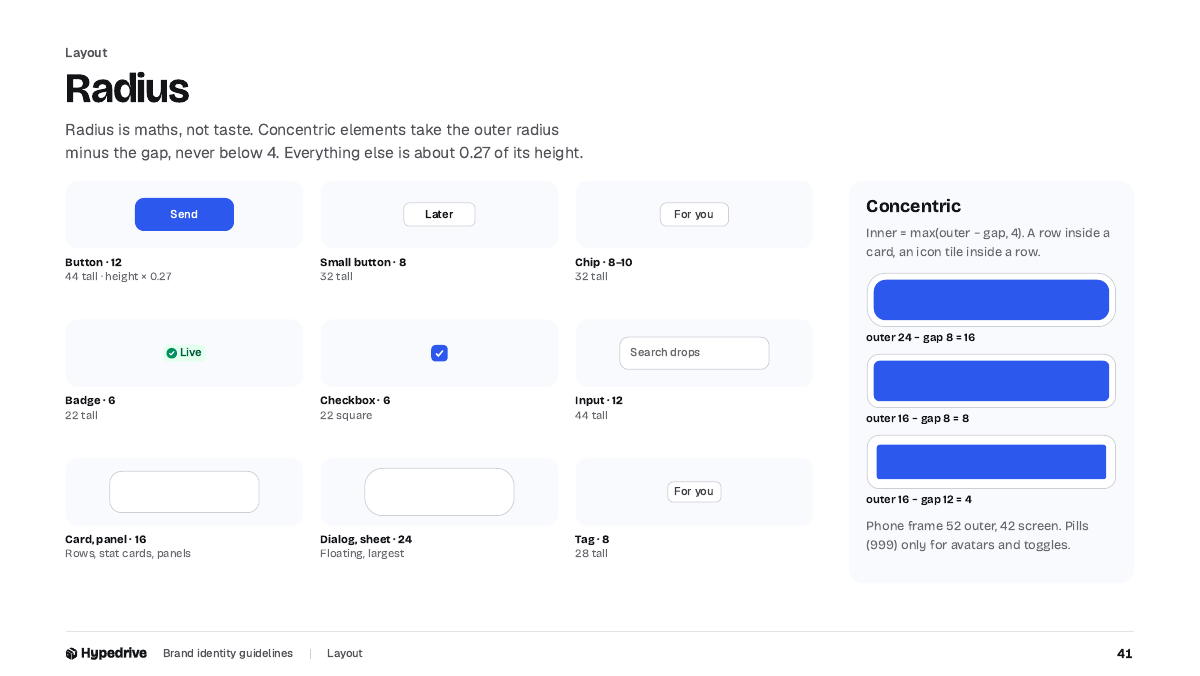 Layout
Radius
Radius is maths, not taste. Concentric elements take the outer radius
minus the gap, never below 4. Everything else is about 0.27 of its height.
Send
Button · 12
44 tall · height × 0.27
Later
Small button · 8
32 tall
For you
Chip · 8–10
32 tall
Live
Badge · 6
22 tall
Checkbox · 6
22 square
Search drops
Input · 12
44 tall
Card, panel · 16
Rows, stat cards, panels
Dialog, sheet · 24
Floating, largest
For you
Tag · 8
28 tall
Concentric
Inner = max(outer − gap, 4). A row inside a
card, an icon tile inside a row.
outer 24 − gap 8 = 16
outer 16 − gap 8 = 8
outer 16 − gap 12 = 4
Phone frame 52 outer, 42 screen. Pills
(999) only for avatars and toggles.
Hypedrive
Brand identity guidelines
Layout
41